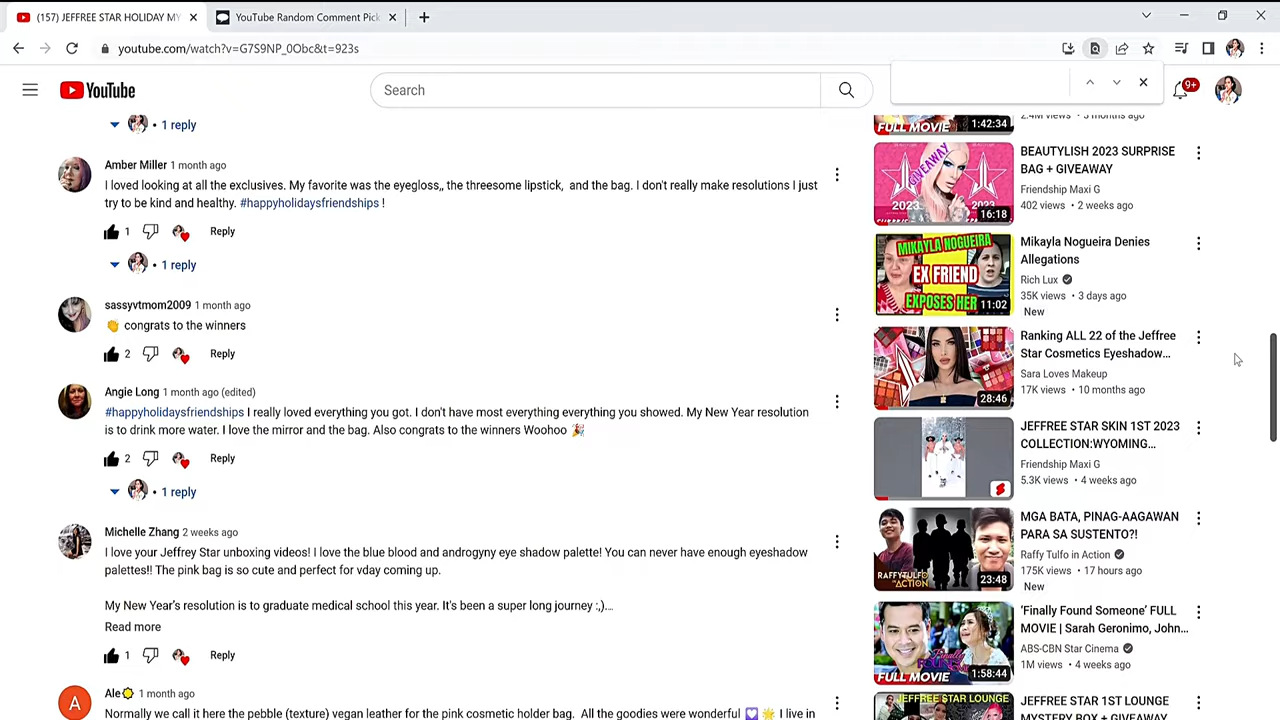 (157) JEFFREE STAR HOLIDAY MY
YouTube Random Comment Pick
youtube.com/watch?v=G7S9NP_0Obc&t=923s
YouTube
Search
9+
1 reply
Amber Miller 1 month ago
I loved looking at all the exclusives. My favorite was the eyegloss,, the threesome lipstick, and the bag. I don't really make resolutions I just
try to be kind and healthy. #happyholidaysfriendships !
1 Reply
1 reply
sassyvtmom2009 1 month ago
👏 congrats to the winners
2 Reply
Angie Long 1 month ago (edited)
#happyholidaysfriendships I really loved everything you got. I don't have most everything everything you showed. My New Year resolution
is to drink more water. I love the mirror and the bag. Also congrats to the winners Woohoo 🎉
2 Reply
1 reply
Michelle Zhang 2 weeks ago
I love your Jeffrey Star unboxing videos! I love the blue blood and androgyny eye shadow palette! You can never have enough eyeshadow
palettes!! The pink bag is so cute and perfect for vday coming up.
My New Year's resolution is to graduate medical school this year. It's been a super long journey :,)...
Read more
1 Reply
A
Ale 1 month ago
Normally we call it here the pebble (texture) vegan leather for the pink cosmetic holder bag. All the goodies were wonderful 💟 🌟 I live in
FULL MOVIE
1:42:34
2.4M views • 3 months ago
GIVEAWAY
2023
2023
16:18
BEAUTYLISH 2023 SURPRISE
BAG + GIVEAWAY
Friendship Maxi G
402 views • 2 weeks ago
MIKAYLA NOGUEIRA
EX FRIEND
EXPOSES HER
11:02
Mikayla Nogueira Denies
Allegations
Rich Lux
35K views • 3 days ago
New
28:46
Ranking ALL 22 of the Jeffree
Star Cosmetics Eyeshadow...
Sara Loves Makeup
17K views • 10 months ago
JEFFREE STAR SKIN 1ST 2023
COLLECTION:WYOMING...
Friendship Maxi G
5.3K views • 4 weeks ago
RAFFYTULFO
IN ACTION
23:48
MGA BATA, PINAG-AAGAWAN
PARA SA SUSTENTO?!
Raffy Tulfo in Action
175K views • 17 hours ago
New
FULL MOVIE
1:58:44
'Finally Found Someone' FULL
MOVIE | Sarah Geronimo, John...
ABS-CBN Star Cinema
1M views • 4 weeks ago
JEFFREE STAR LOUNGE
JEFFREE STAR 1ST LOUNGE
MYSTERY BOX + GIVEAWAY